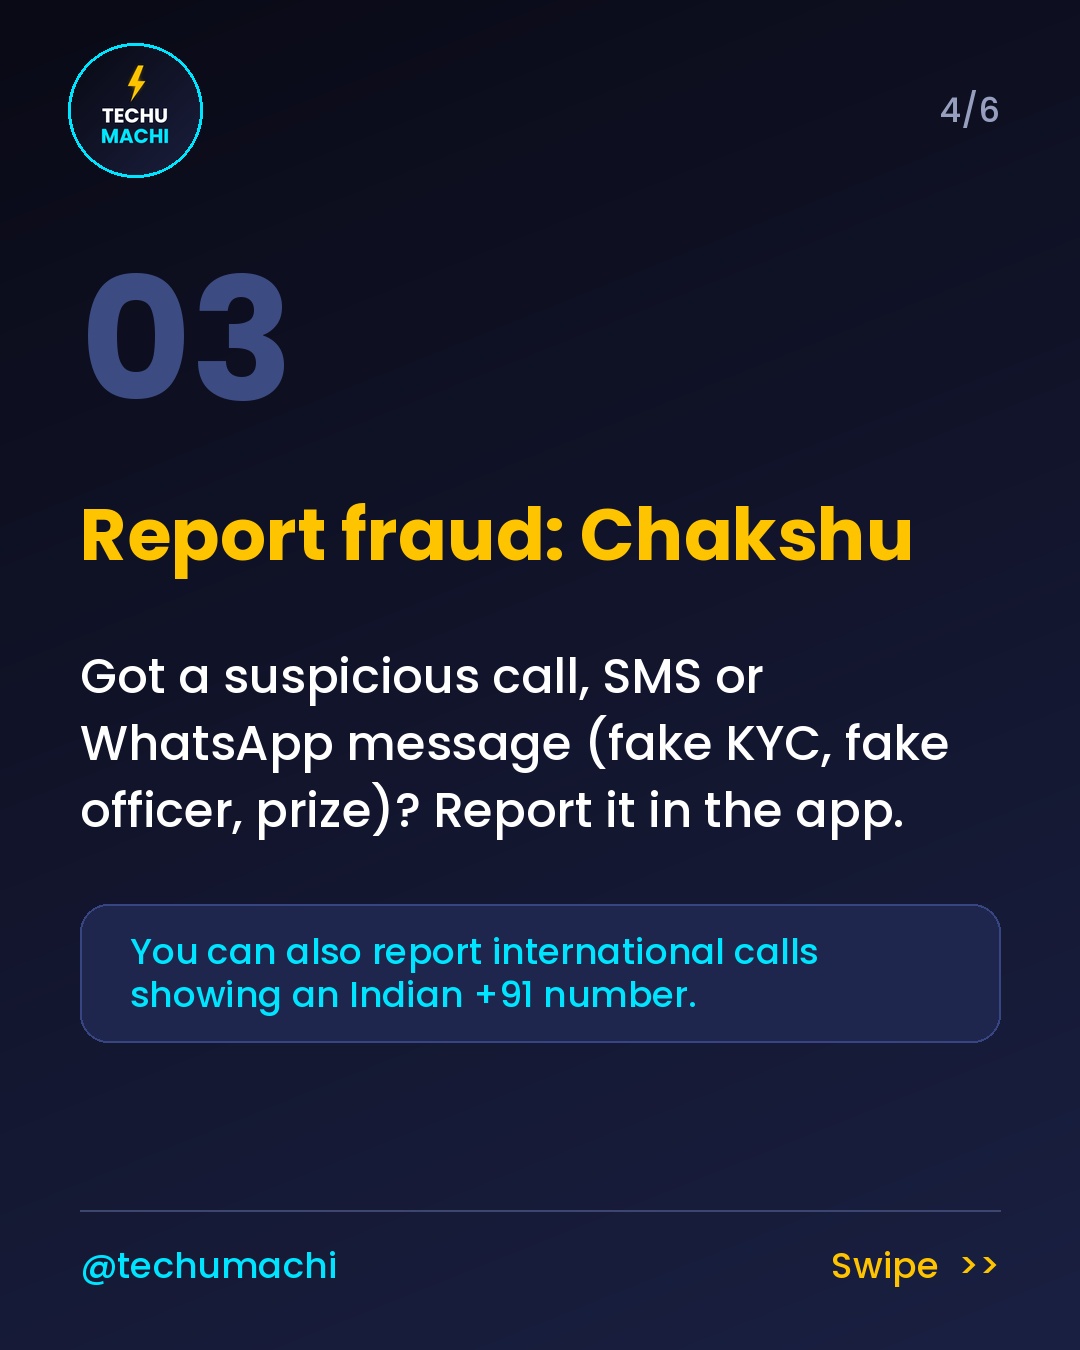 TECHU
MACHI
4/6
03
Report fraud: Chakshu
Got a suspicious call, SMS or
WhatsApp message (fake KYC, fake
officer, prize)? Report it in the app.
You can also report international calls
showing an Indian +91 number.
@techumachi
Swipe >>